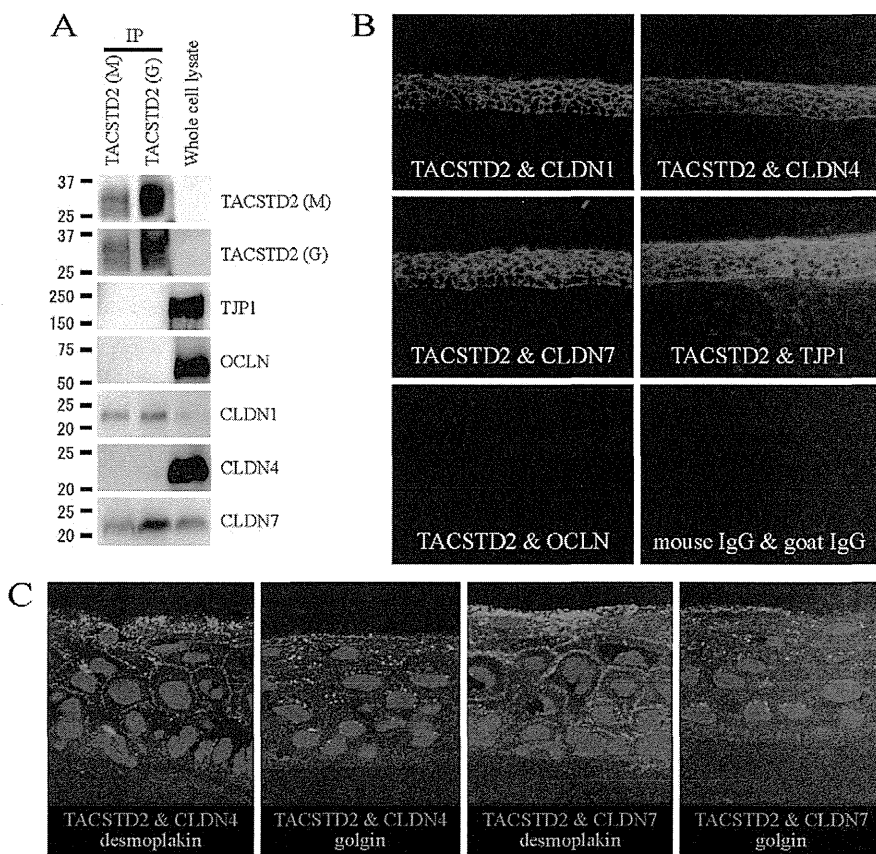 A
IP
TACSTD2 (M)
TACSTD2 (G)
Whole cell lysate
37
25
TACSTD2 (M)
37
25
TACSTD2 (G)
250
150
TJP1
75
50
OCLN
25
20
CLDN1
25
20
CLDN4
25
20
CLDN7
B
TACSTD2 & CLDN1
TACSTD2 & CLDN4
TACSTD2 & CLDN7
TACSTD2 & TJP1
TACSTD2 & OCLN
mouse IgG & goat IgG
C
TACSTD2 & CLDN4
desmoplakin
TACSTD2 & CLDN4
golgin
TACSTD2 & CLDN7
desmoplakin
TACSTD2 & CLDN7
golgin